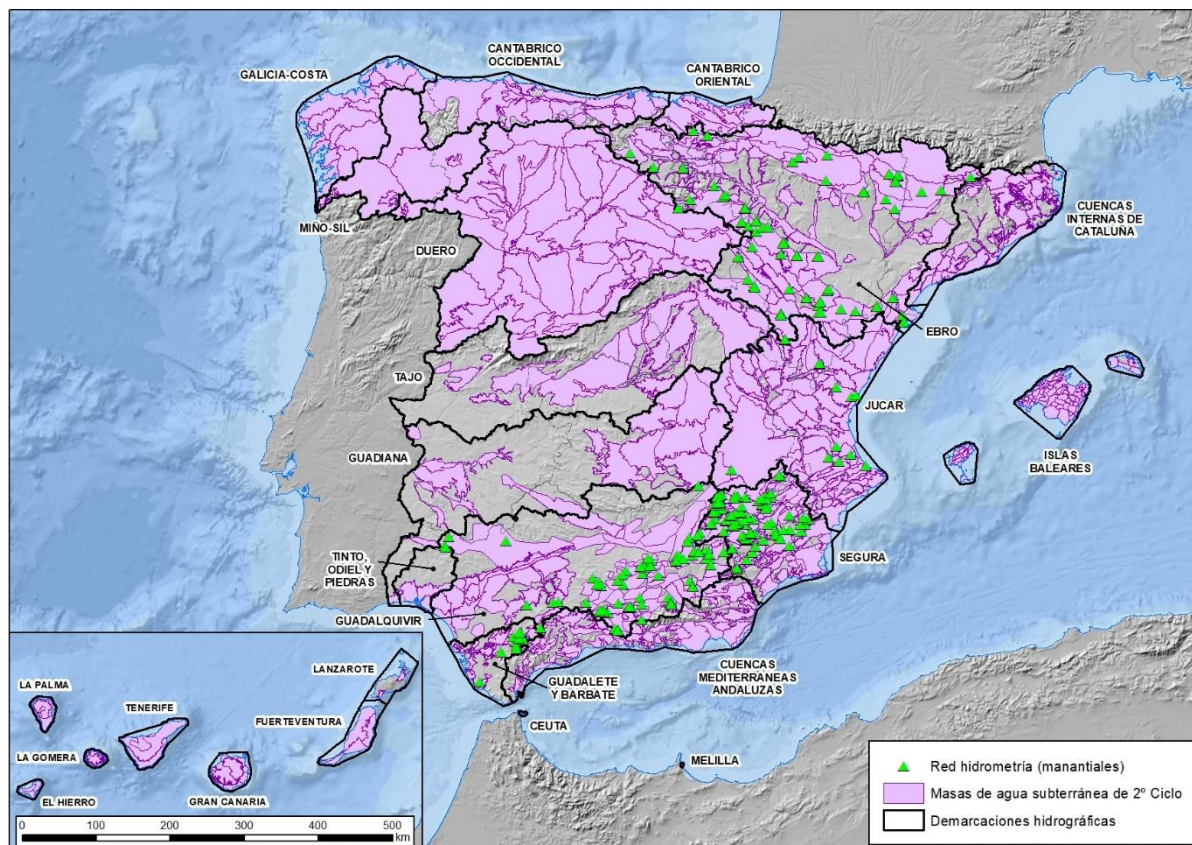 CANTABRICO
OCCIDENTAL
CANTABRICO
ORIENTAL
GALICIA-COSTA
MIÑO-SIL
DUERO
CUENCAS
INTERNAS DE
CATALUÑA
EBRO
TAJO
JUCAR
ISLAS
BALEARES
GUADIANA
SEGURA
TINTO,
ODIEL Y
PIEDRAS
GUADALQUIVIR
GUADALETE
Y BARBATE
CUENCAS
MEDITERRÁNEAS
ANDALUZAS
CEUTA
MELILLA
LANZAROTE
LA PALMA
TENERIFE
FUERTEVENTURA
LA GOMERA
EL HIERRO
GRAN CANARIA
0 100 200 300 400 500
km
Red hidrometría (manantiales)
Masas de agua subterránea de 2º Ciclo
Demarcaciones hidrográficas